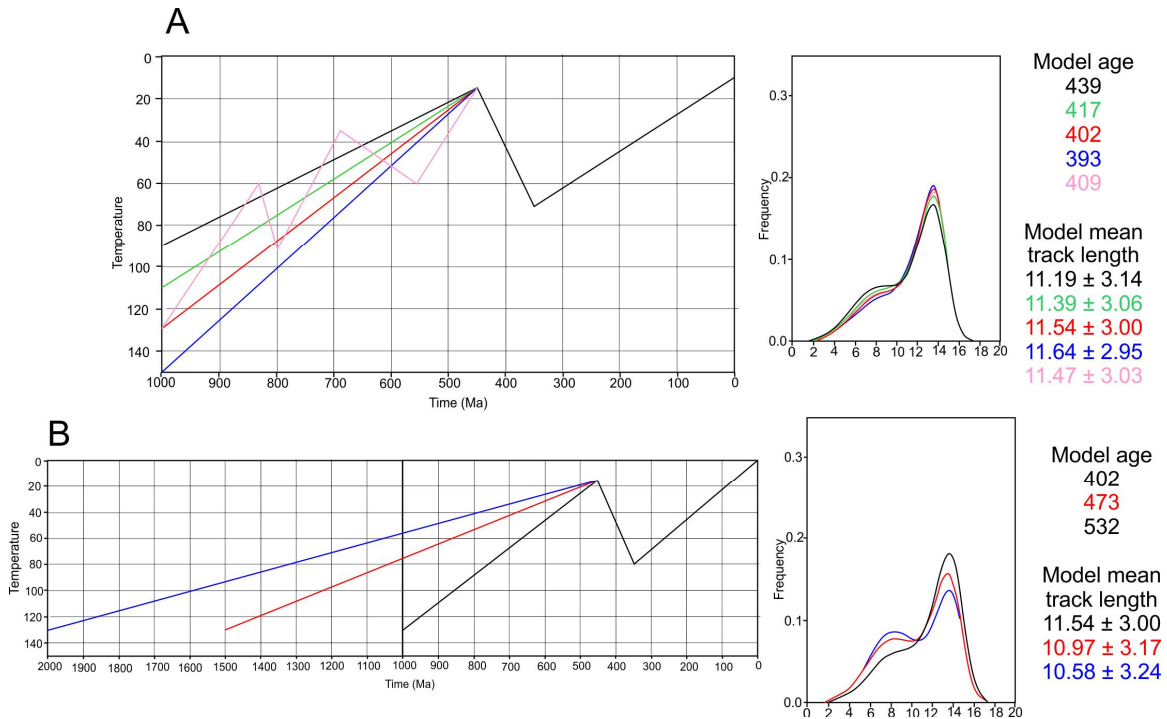 A
0
20
40
60
80
100
120
140
Temperature
1000
900
800
700
600
500
400
300
200
100
0
Time (Ma)
0.3
0.2
0.1
0.0
Frequency
0 2 4 6 8 10 12 14 16 18 20
Model age
439
417
402
393
409
Model mean
track length
11.19 ± 3.14
11.39 ± 3.06
11.54 ± 3.00
11.64 ± 2.95
11.47 ± 3.03
B
0
20
40
60
80
100
120
140
Temperature
2000 1900 1800 1700 1600 1500 1400 1300 1200 1100 1000 900 800 700 600 500 400 300 200 100 0
Time (Ma)
0.3
0.2
0.1
0.0
Frequency
0 2 4 6 8 10 12 14 16 18 20
Model age
402
473
532
Model mean
track length
11.54 ± 3.00
10.97 ± 3.17
10.58 ± 3.24